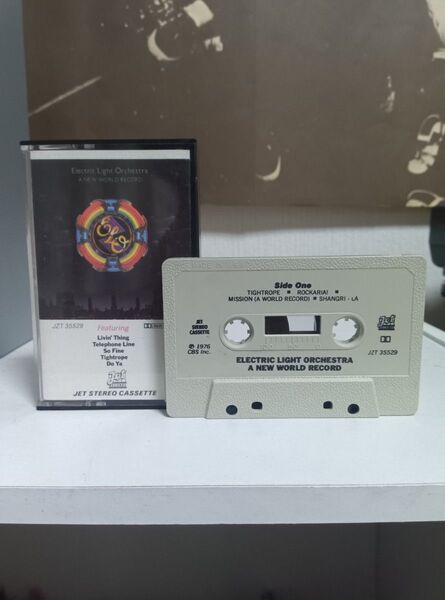 Electric Light Orchestra
A NEW WORLD RECORD
ELO
JZT 35529
Featuring
Livin' Thing
Telephone Line
So Fine
Tightrope
Do Ya
Jet
JET STEREO CASSETTE
Side One
TIGHTROPE ■ ROCKARIA! ■
MISSION (A WORLD RECORD) ■ SHANGRI - LA
JET
STEREO
CASSETTE
℗ 1976
CBS Inc.
Jet
JZT 35529
ELECTRIC LIGHT ORCHESTRA
A NEW WORLD RECORD